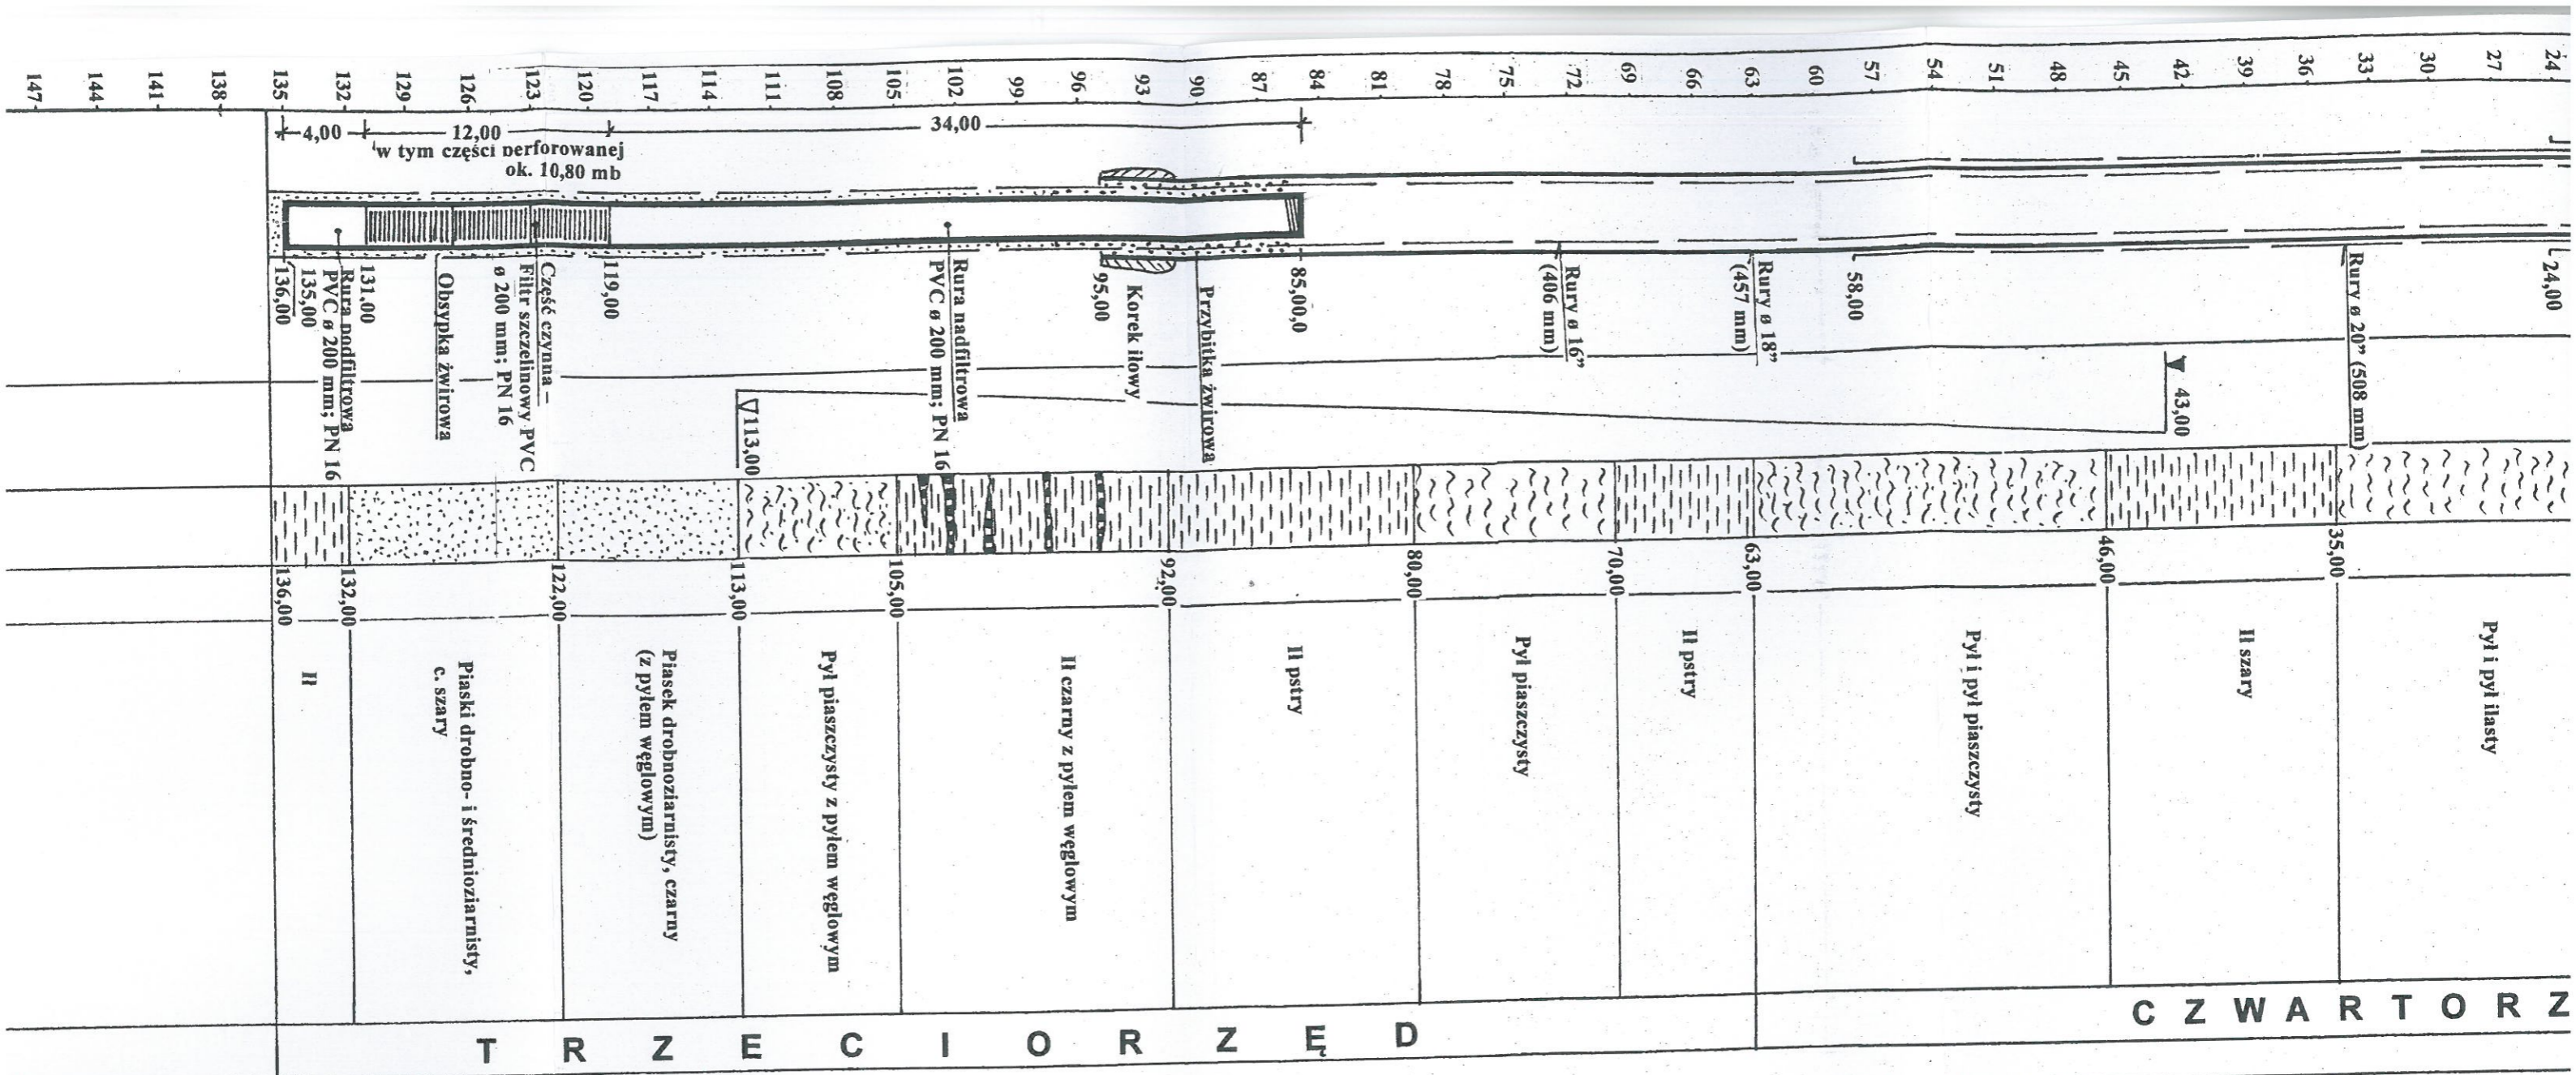 147
144
141
138
135
132
129
126
123
120
117
114
111
108
105
102
99
96
93
90
87
84
81
78
75
72
69
66
63
60
57
54
51
48
45
42
39
36
33
30
27
24
4,00
12,00
w tym części perforowanej
ok. 10,80 mb
34,00
136,00
135,00
Rura podfiltrowa
PVC ø 200 mm; PN 16
131,00
Obsypka żwirowa
Część czynna –
Filtr szczelinowy PVC
ø 200 mm; PN 16
119,00
Rura nadfiltrowa
PVC ø 200 mm; PN 16
95,00
Korek iłowy
Przybitka żwirowa
85,00,0
Rury ø 16”
(406 mm)
Rury ø 18”
(457 mm)
58,00
Rury ø 20” (508 mm)
24,00
113,00
43,00
136,00
132,00
122,00
113,00
105,00
92,00
80,00
70,00
63,00
46,00
35,00
Ił
Piaski drobno- i średnioziarnisty,
c. szary
Piasek drobnoziarnisty, czarny
(z pyłem węglowym)
Pył piaszczysty z pyłem węglowym
Ił czarny z pyłem węglowym
Ił pstry
Pył piaszczysty
Ił pstry
Pył i pył piaszczysty
Ił szary
Pył i pył ilasty
TRZECIORZĘD
CZWARTORZ